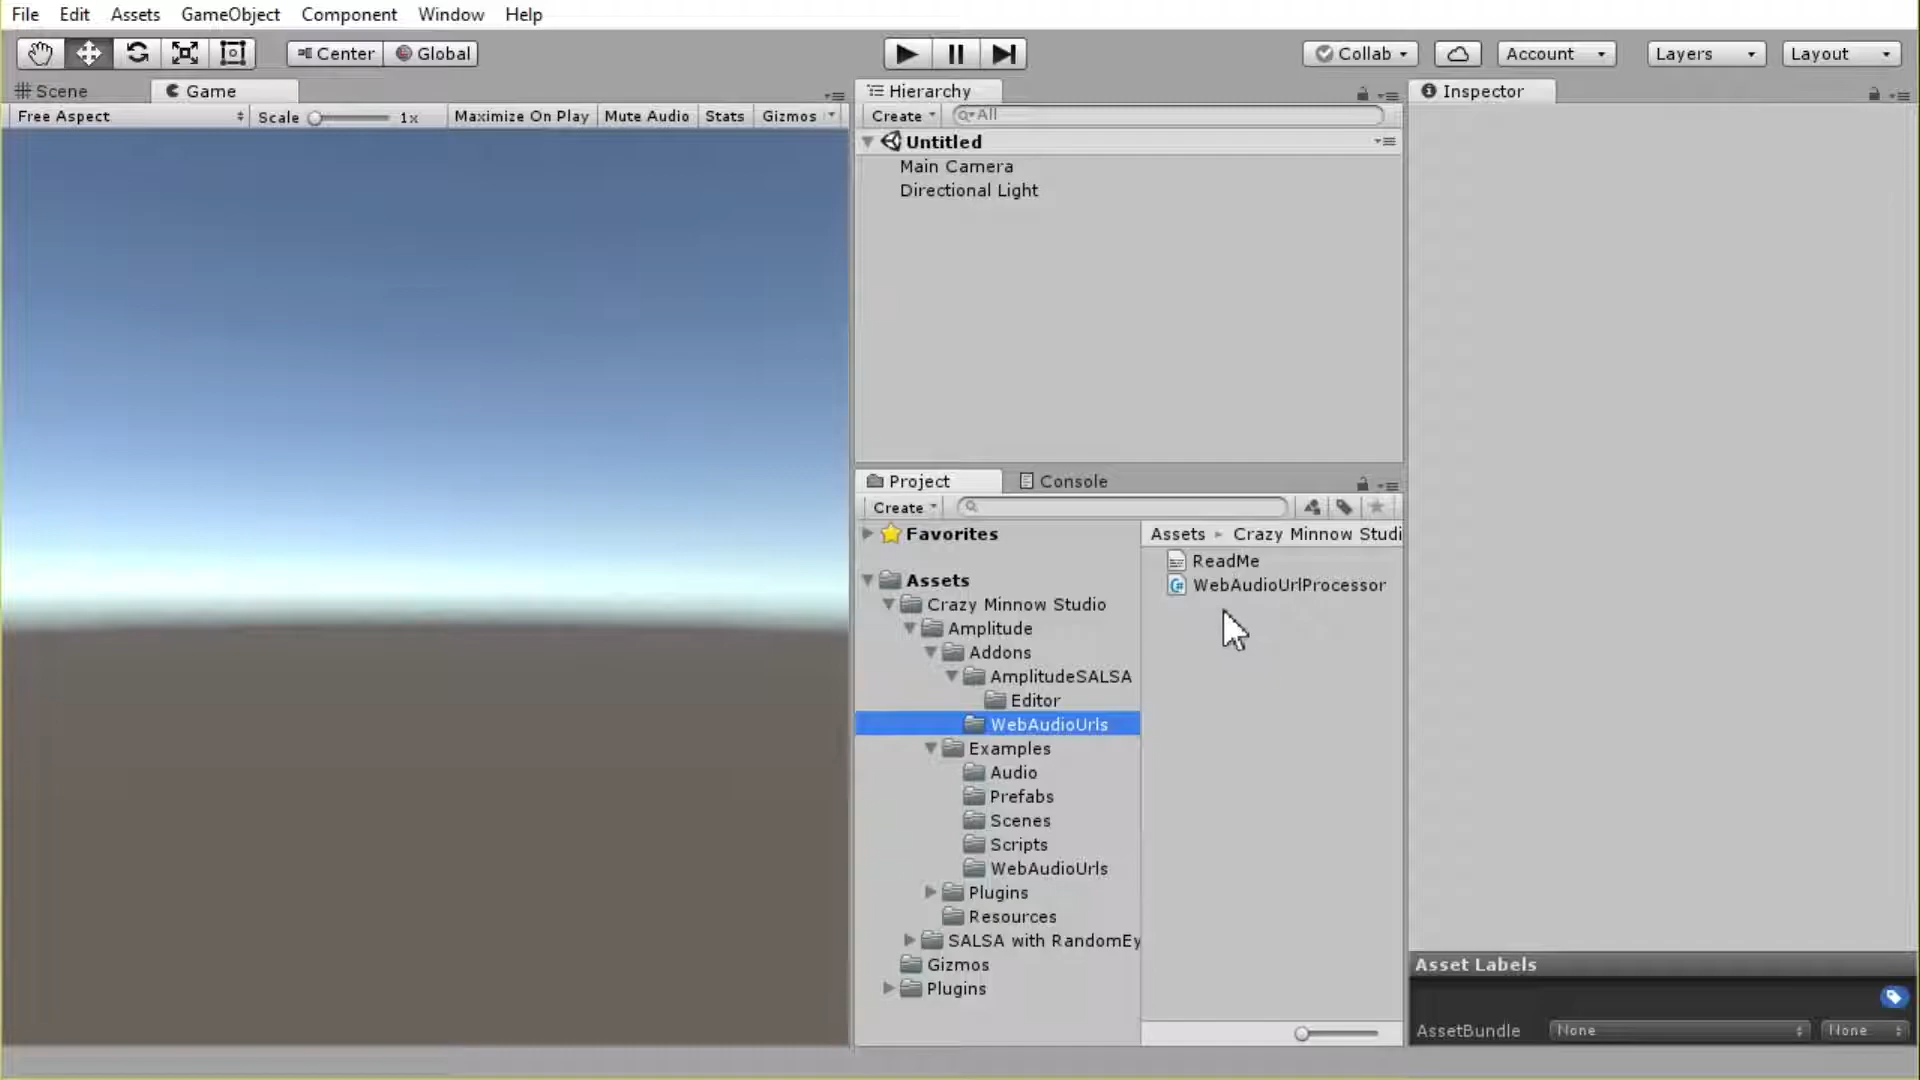 File Edit Assets GameObject Component Window Help
Center Global Collab Account Layers Layout
Scene Game
Free Aspect Scale 1x Maximize On Play Mute Audio Stats Gizmos
Hierarchy
Create All
Untitled
Main Camera
Directional Light
Project Console
Create
Favorites
Assets
Crazy Minnow Studio
Amplitude
Addons
AmplitudeSALSA
Editor
WebAudioUrls
Examples
Audio
Prefabs
Scenes
Scripts
WebAudioUrls
Plugins
Resources
SALSA with RandomEy
Gizmos
Plugins
Assets Crazy Minnow Studi
ReadMe
WebAudioUrlProcessor
Inspector
Asset Labels
AssetBundle None None